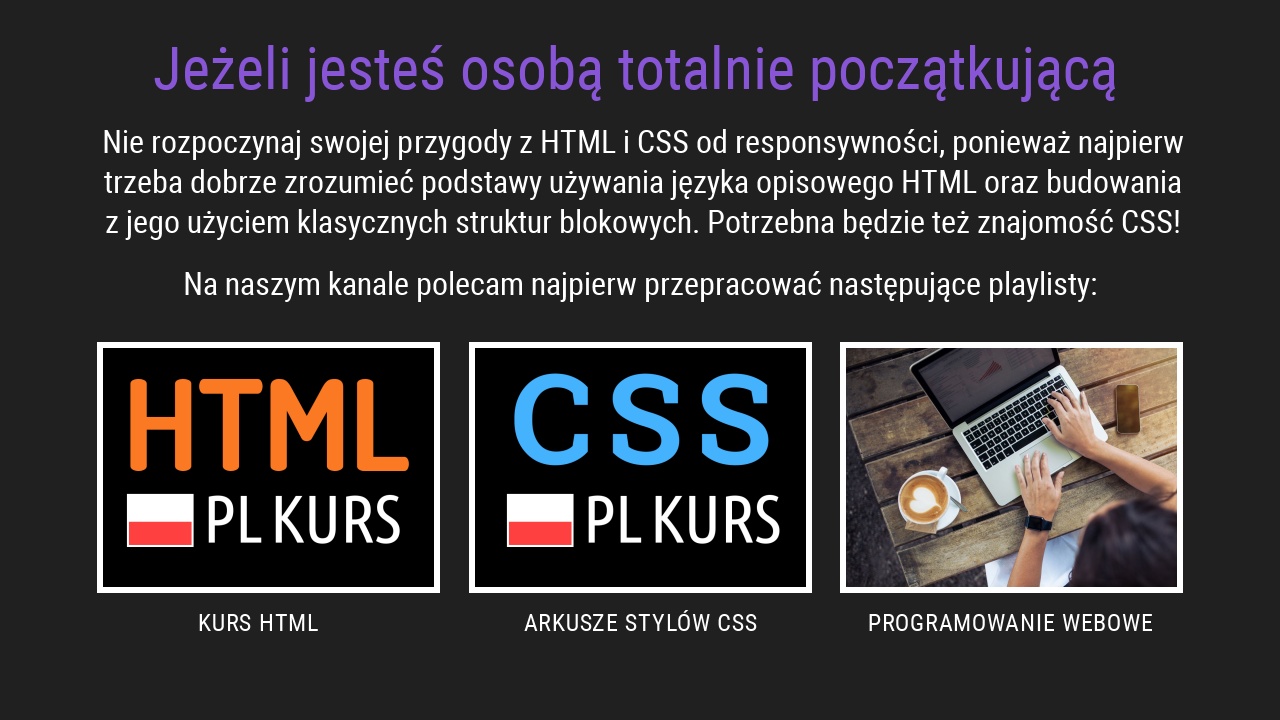 Jeżeli jesteś osobą totalnie początkującą
Nie rozpoczynaj swojej przygody z HTML i CSS od responsywności, ponieważ najpierw
trzeba dobrze zrozumieć podstawy używania języka opisowego HTML oraz budowania
z jego użyciem klasycznych struktur blokowych. Potrzebna będzie też znajomość CSS!
Na naszym kanale polecam najpierw przepracować następujące playlisty:
HTML
PL KURS
CSS
PL KURS
KURS HTML
ARKUSZE STYLÓW CSS
PROGRAMOWANIE WEBOWE